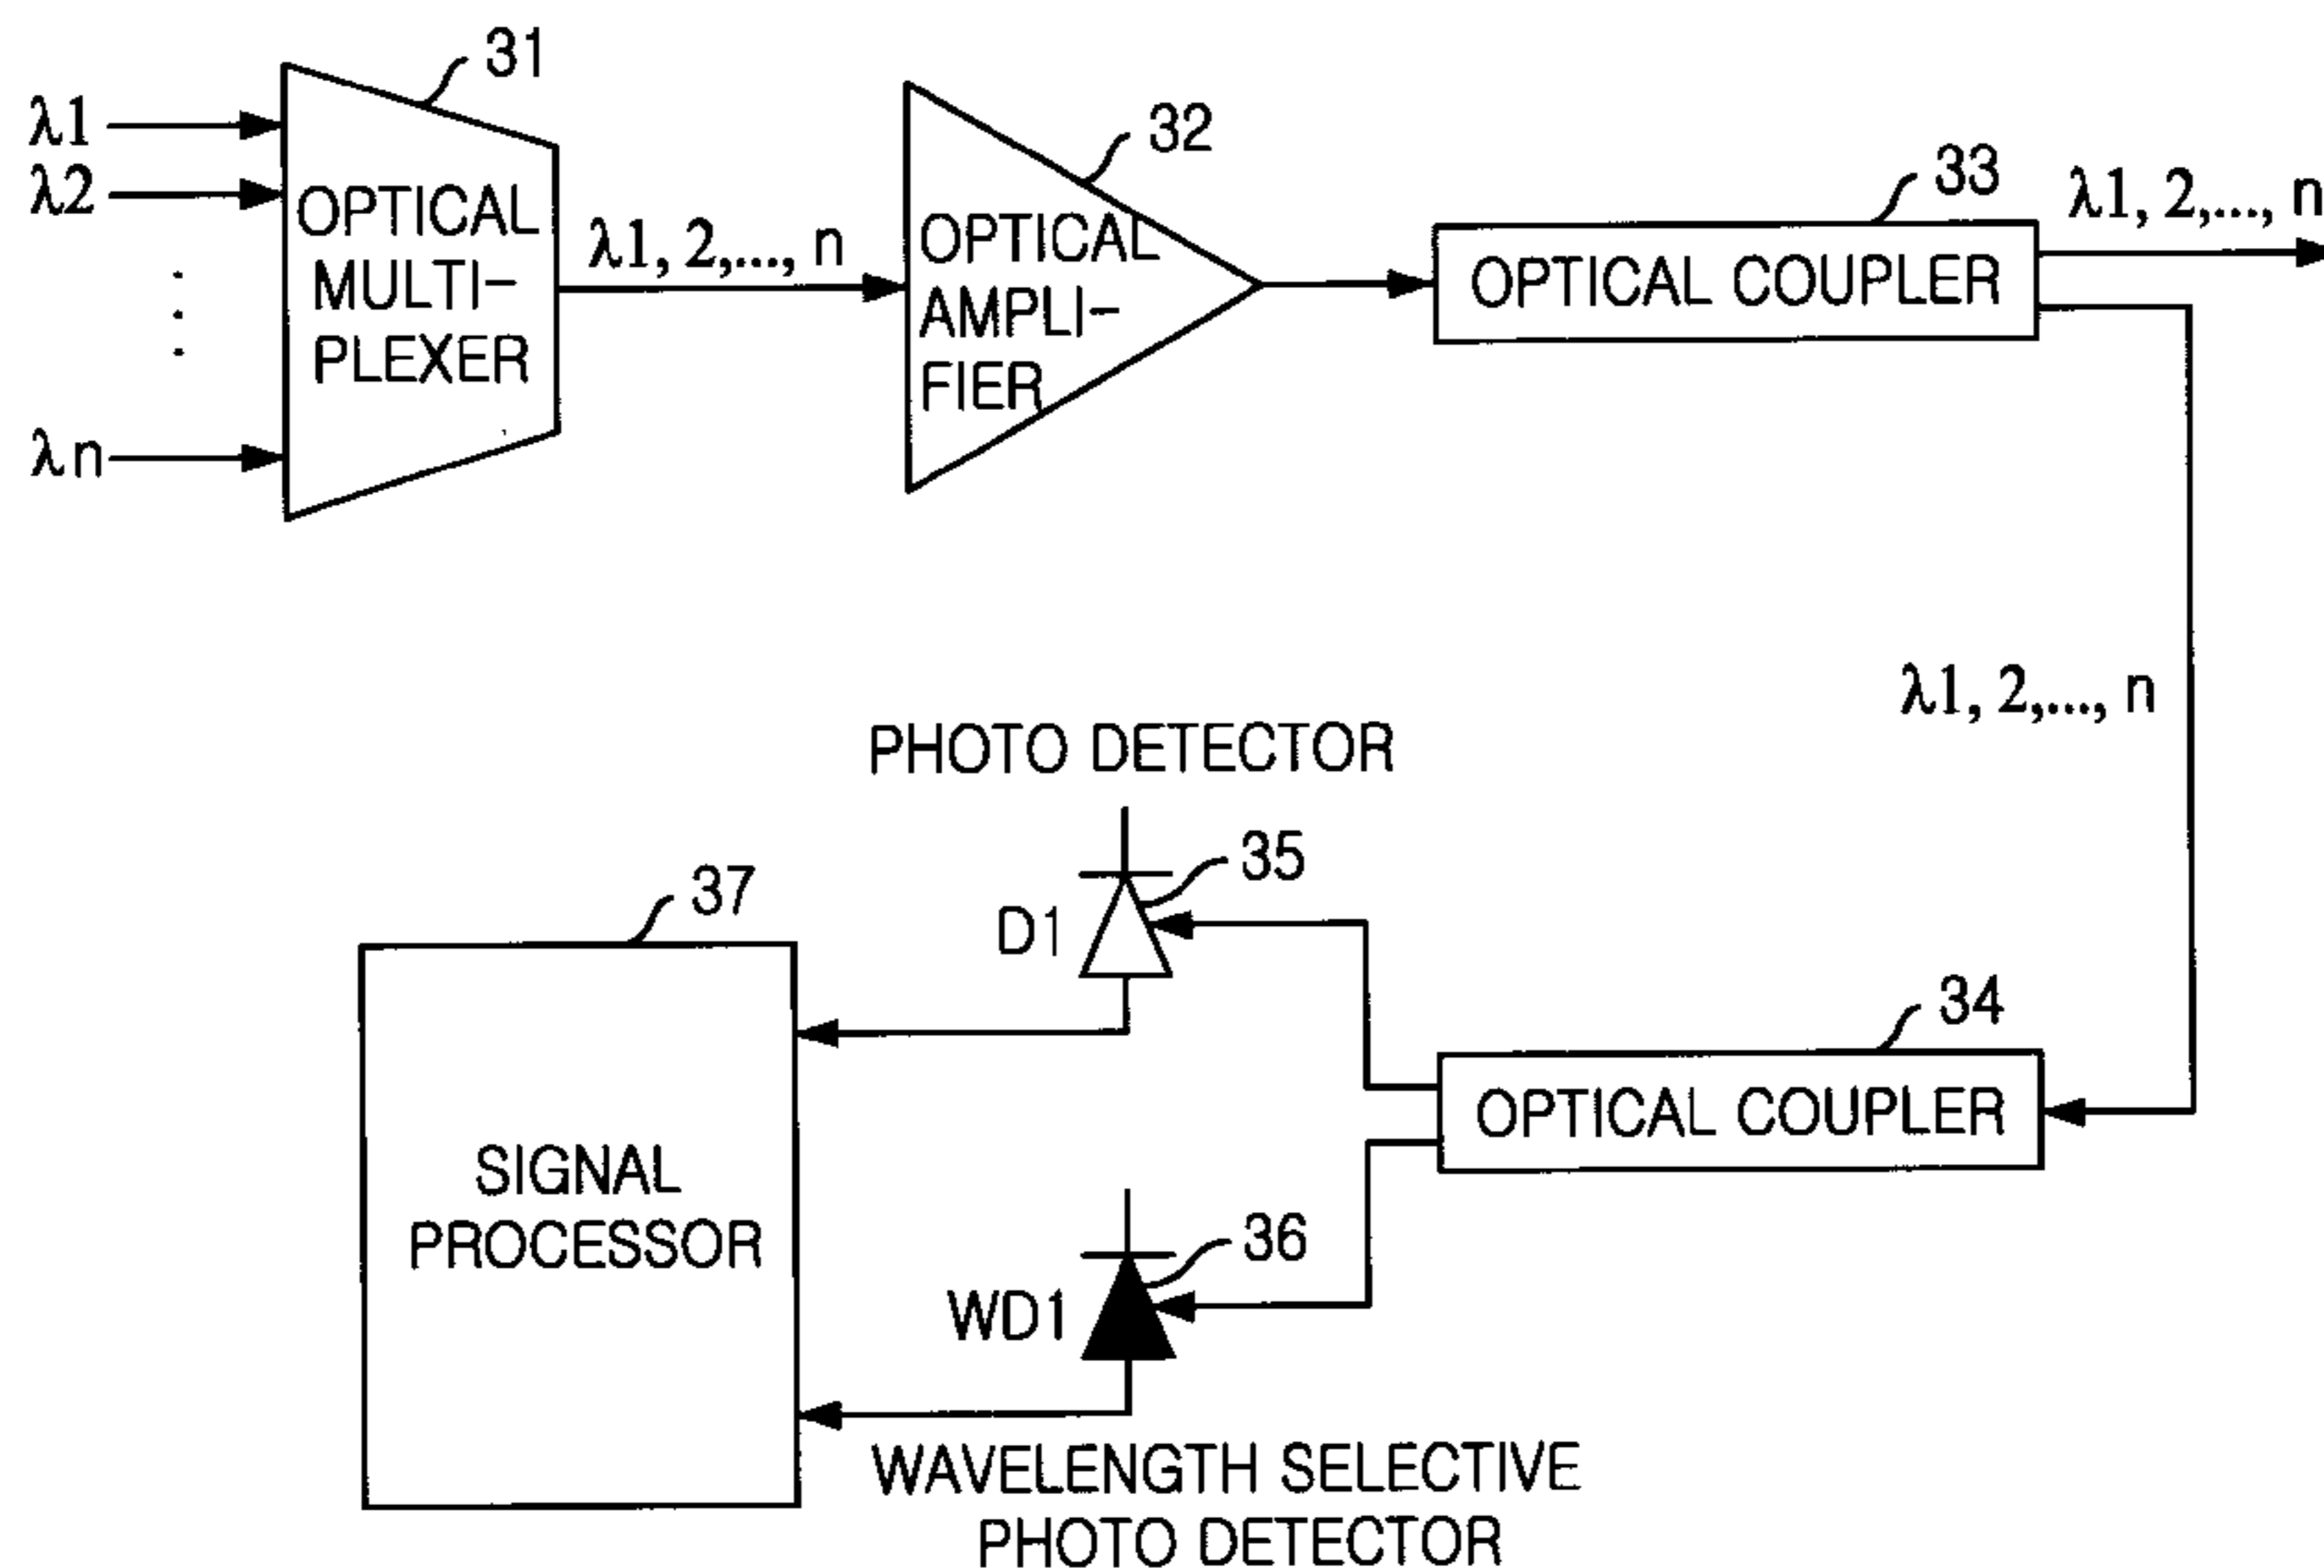 31
λ1
λ2
λn
OPTICAL
MULTI-
PLEXER
λ1, 2,..., n
32
OPTICAL
AMPLI-
FIER
33
OPTICAL COUPLER
λ1, 2,..., n
λ1, 2,..., n
PHOTO DETECTOR
35
D1
34
OPTICAL COUPLER
37
SIGNAL
PROCESSOR
36
WD1
WAVELENGTH SELECTIVE
PHOTO DETECTOR